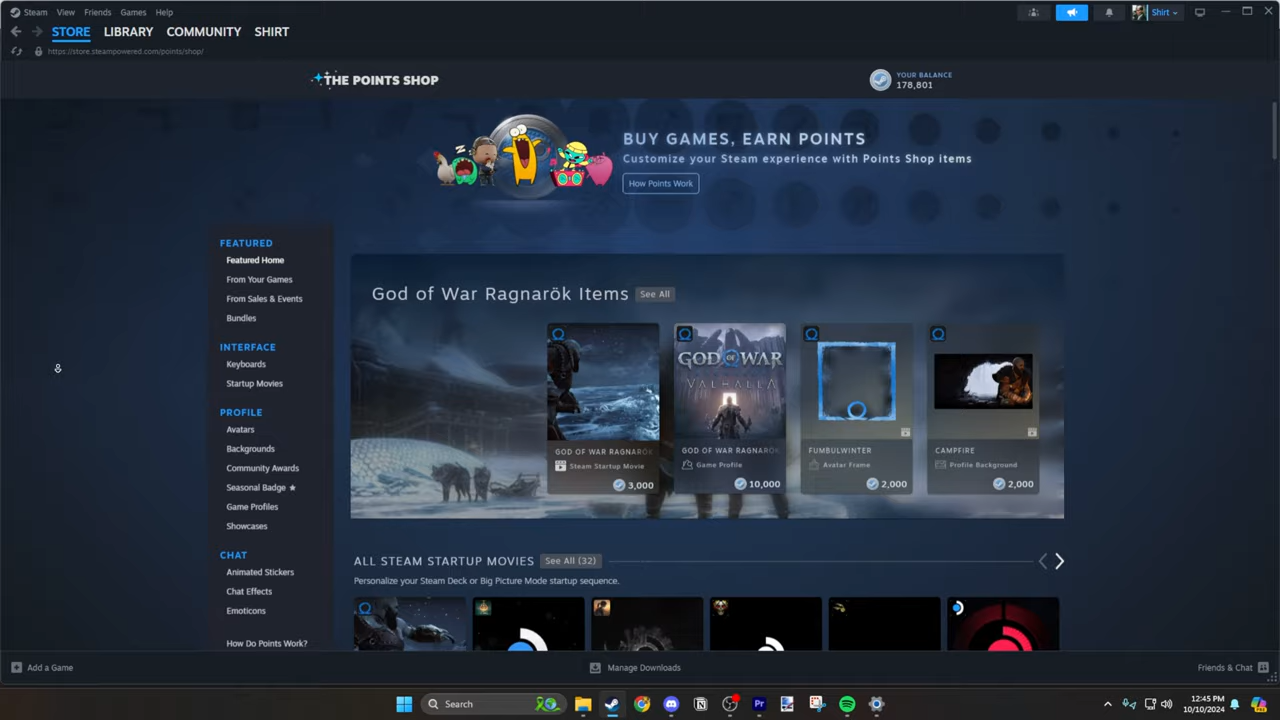 Steam View Friends Games Help
Shirt
STORE LIBRARY COMMUNITY SHIRT
https://store.steampowered.com/points/shop/
THE POINTS SHOP
YOUR BALANCE
178,801
BUY GAMES, EARN POINTS
Customize your Steam experience with Points Shop items
How Points Work
FEATURED
Featured Home
From Your Games
From Sales & Events
Bundles
INTERFACE
Keyboards
Startup Movies
PROFILE
Avatars
Backgrounds
Community Awards
Seasonal Badge ★
Game Profiles
Showcases
CHAT
Animated Stickers
Chat Effects
Emoticons
How Do Points Work?
God of War Ragnarök Items See All
GOD OF WAR RAGNARÖK
Steam Startup Movie
3,000
GOD OF WAR
VALHALLA
GOD OF WAR RAGNARÖK
Game Profile
10,000
FUMBULWINTER
Avatar Frame
2,000
CAMPFIRE
Profile Background
2,000
ALL STEAM STARTUP MOVIES See All (32)
Personalize your Steam Deck or Big Picture Mode startup sequence.
Add a Game
Manage Downloads
Friends & Chat
Search
Pr
12:45 PM
10/10/2024